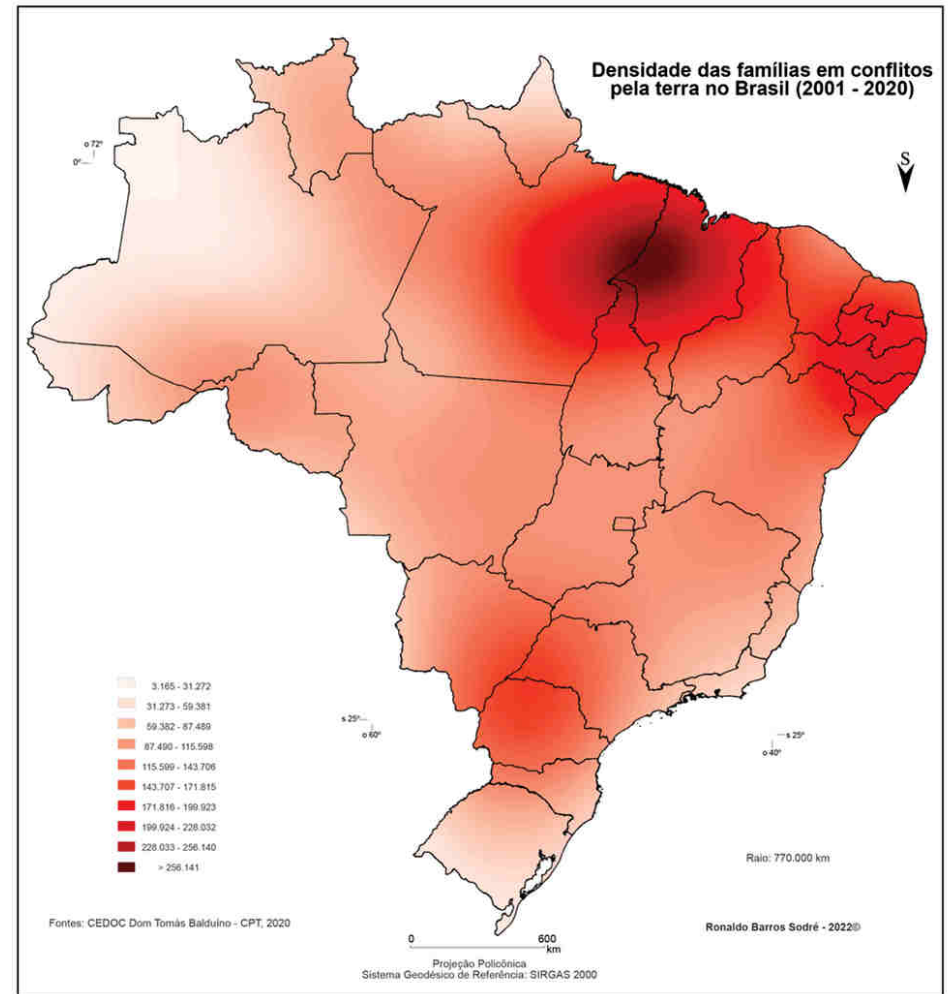 Densidade das famílias em conflitos
pela terra no Brasil (2001 - 2020)
S
o 72°
0°
3.165 - 31.272
31.273 - 59.381
59.382 - 87.489
87.490 - 115.598
115.599 - 143.706
143.707 - 171.815
171.816 - 199.923
199.924 - 228.032
228.033 - 256.140
> 256.141
s 25°
o 60°
s 25°
o 40°
Raio: 770.000 km
Fontes: CEDOC Dom Tomás Balduíno - CPT, 2020
Ronaldo Barros Sodré - 2022©
0 600
km
Projeção Policônica
Sistema Geodésico de Referência: SIRGAS 2000